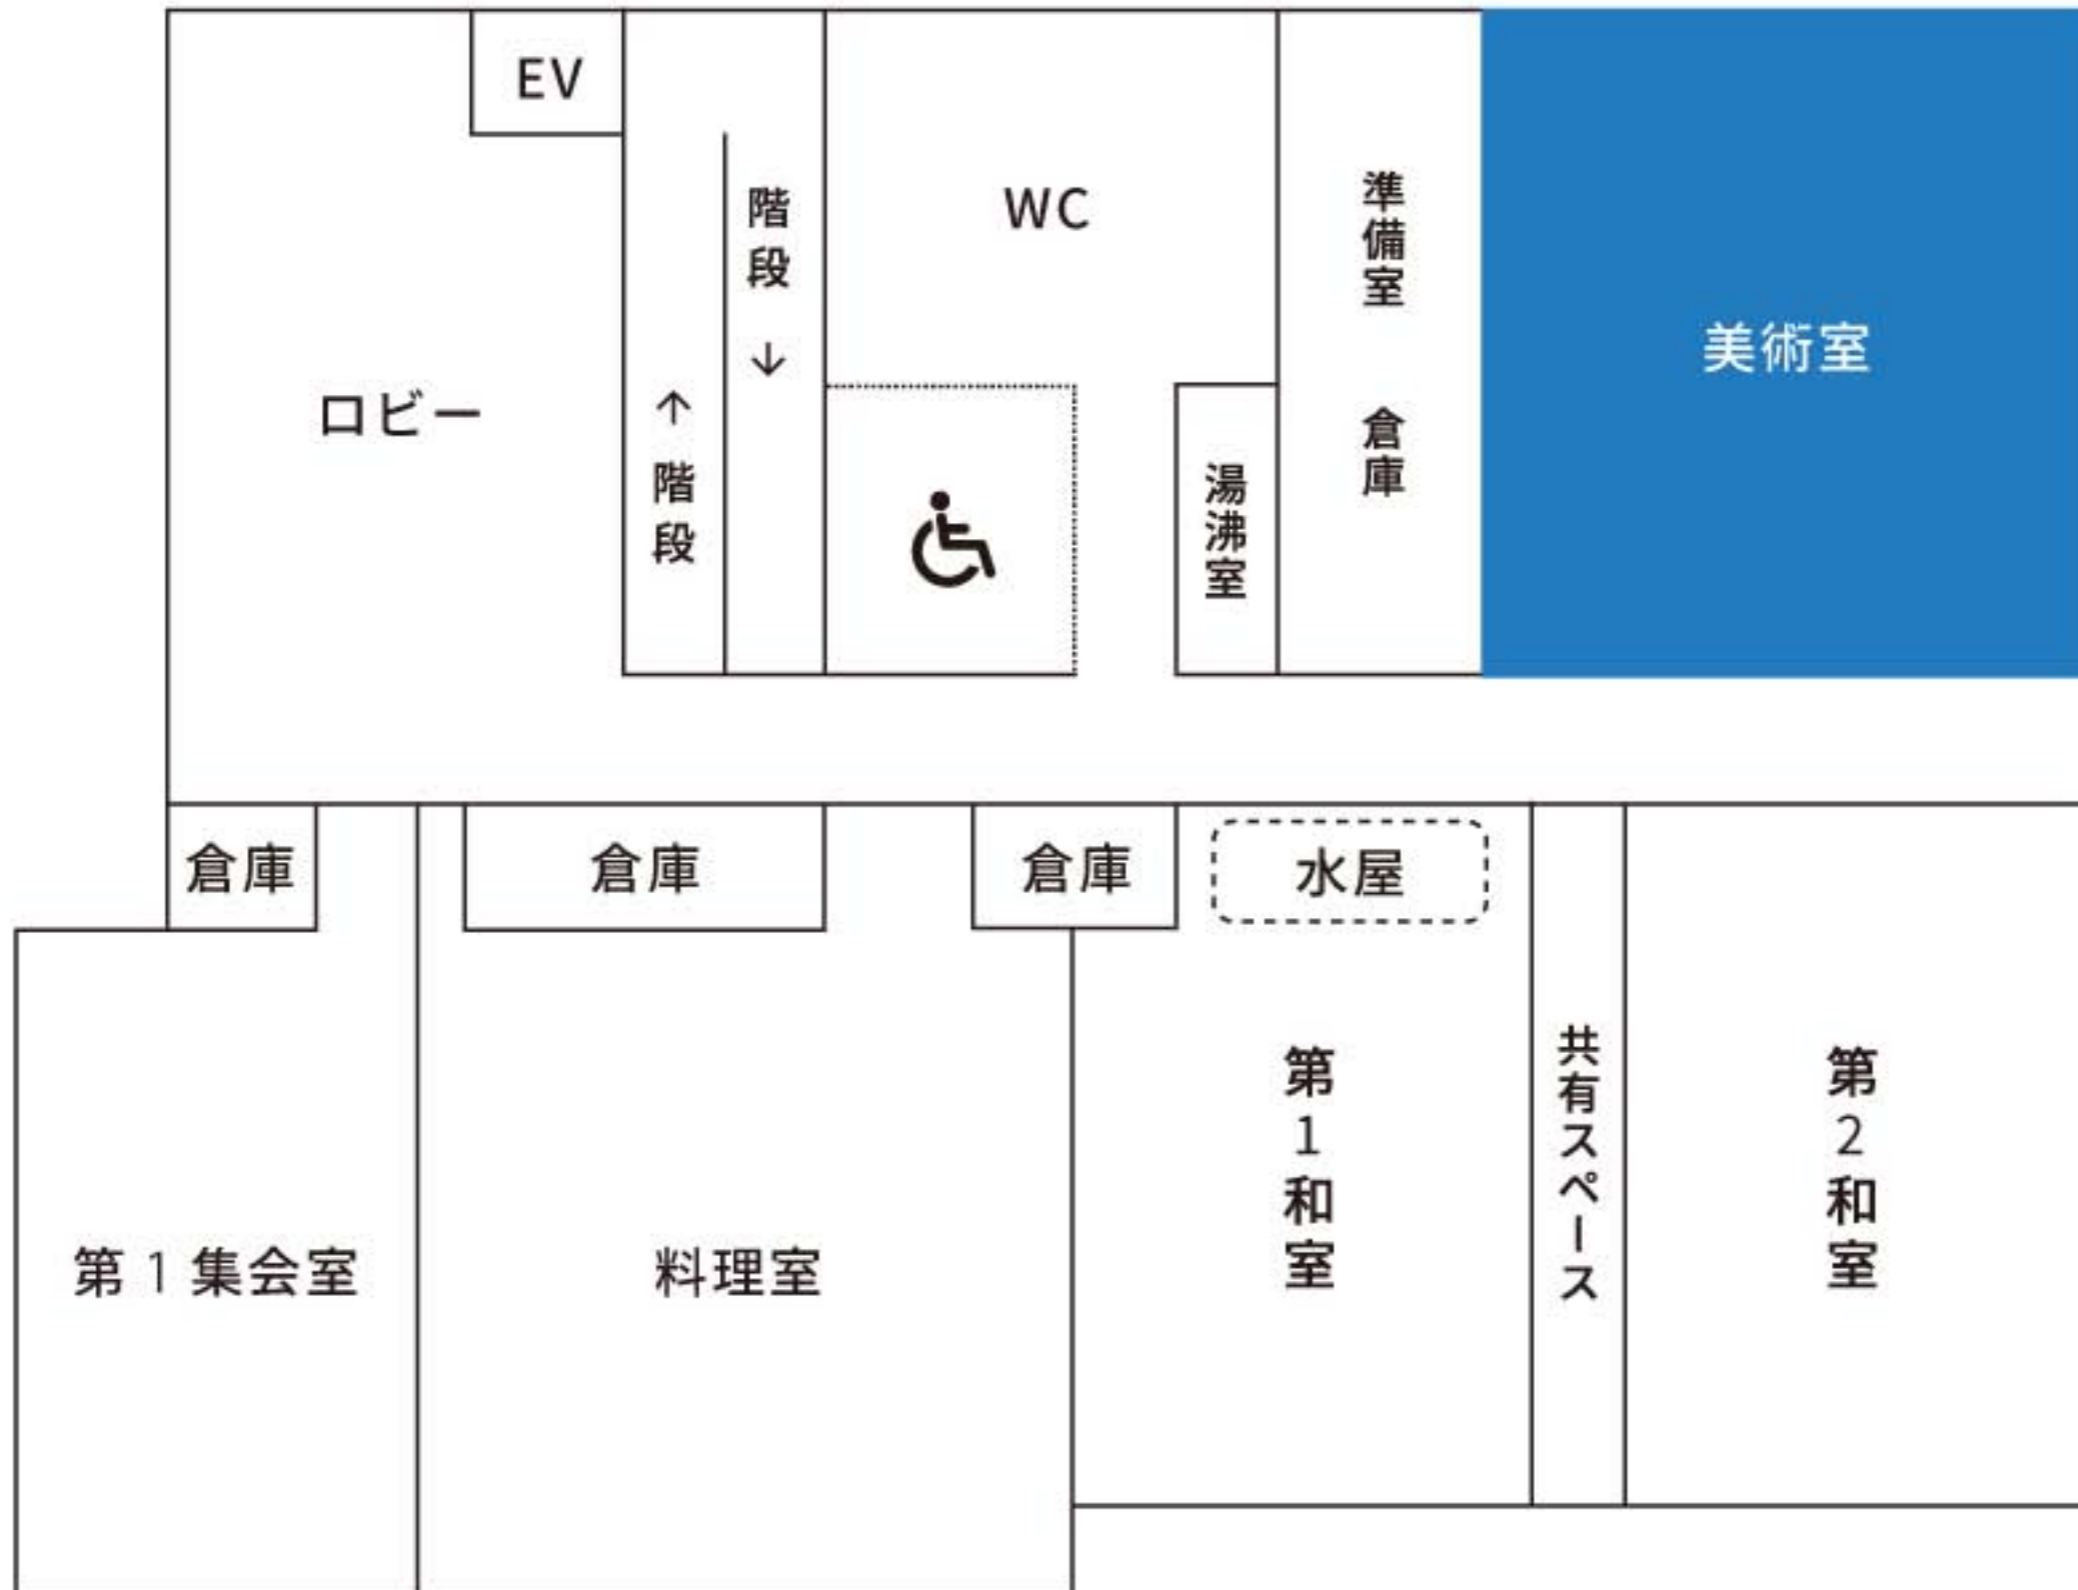 EV
階段 ↓
WC
準備室 倉庫
美術室
ロビー
↑ 階段
湯沸室
倉庫
倉庫
倉庫
水屋
第1集会室
料理室
第1和室
共有スペース
第2和室